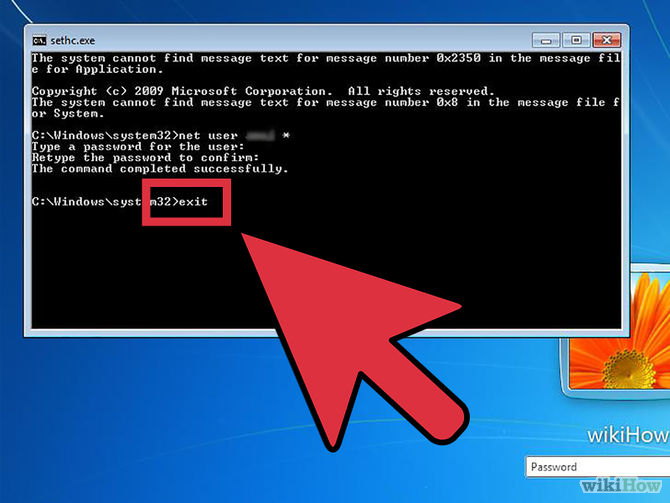 sethc.exe
The system cannot find message text for message number 0x2350 in the message fil
e for Application.
Copyright (c) 2009 Microsoft Corporation.  All rights reserved.
The system cannot find message text for message number 0x8 in the message file f
or System.
C:\Windows\system32>net user *
Type a password for the user:
Retype the password to confirm:
The command completed successfully.
C:\Windows\system32>exit
wikiHow
Password
wikiHow